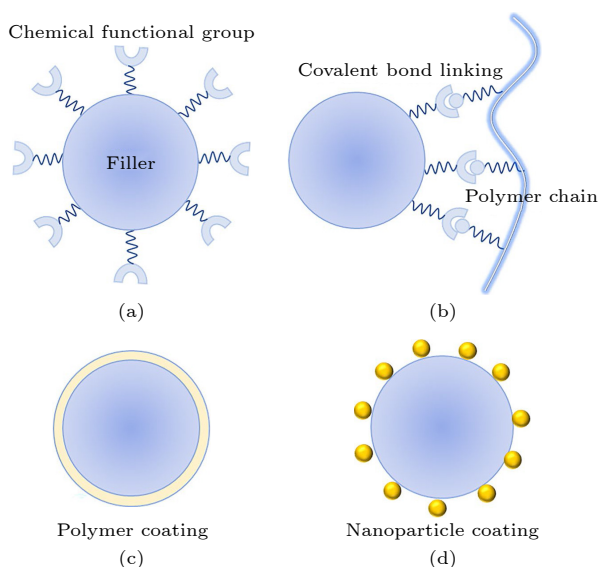 Chemical functional group
Filler
(a)
Covalent bond linking
Polymer chain
(b)
Polymer coating
(c)
Nanoparticle coating
(d)